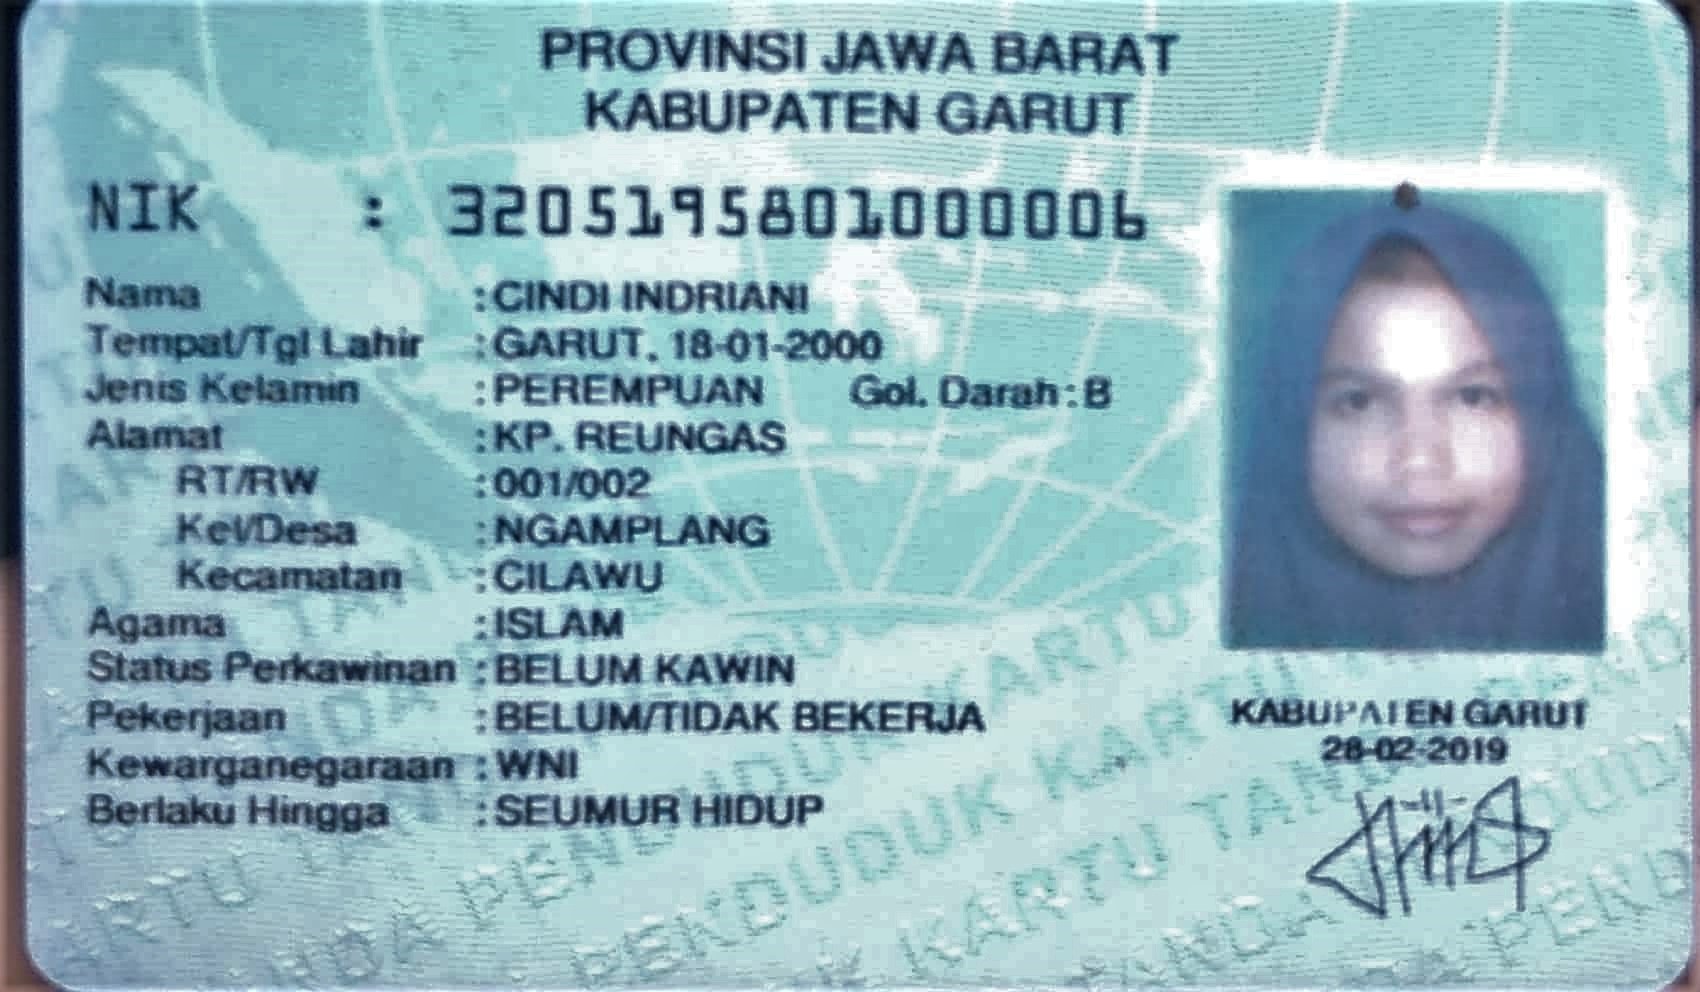 PROVINSI JAWA BARAT
KABUPATEN GARUT
NIK : 3205195801000006
Nama : CINDI INDRIANI
Tempat/Tgl Lahir : GARUT, 18-01-2000
Jenis Kelamin : PEREMPUAN Gol. Darah : B
Alamat : KP. REUNGAS
RT/RW : 001/002
Kel/Desa : NGAMPLANG
Kecamatan : CILAWU
Agama : ISLAM
Status Perkawinan : BELUM KAWIN
Pekerjaan : BELUM/TIDAK BEKERJA
Kewarganegaraan : WNI
Berlaku Hingga : SEUMUR HIDUP
KABUPATEN GARUT
28-02-2019